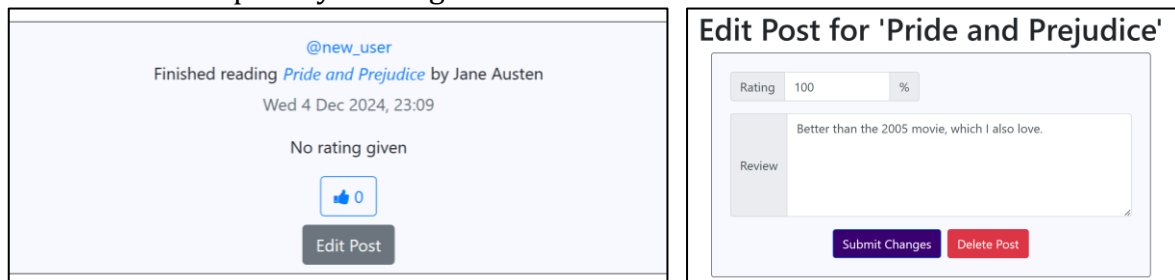 @new_user
Finished reading Pride and Prejudice by Jane Austen
Wed 4 Dec 2024, 23:09
No rating given
0
Edit Post
Edit Post for 'Pride and Prejudice'
Rating 100 %
Better than the 2005 movie, which I also love.
Review
Submit Changes Delete Post